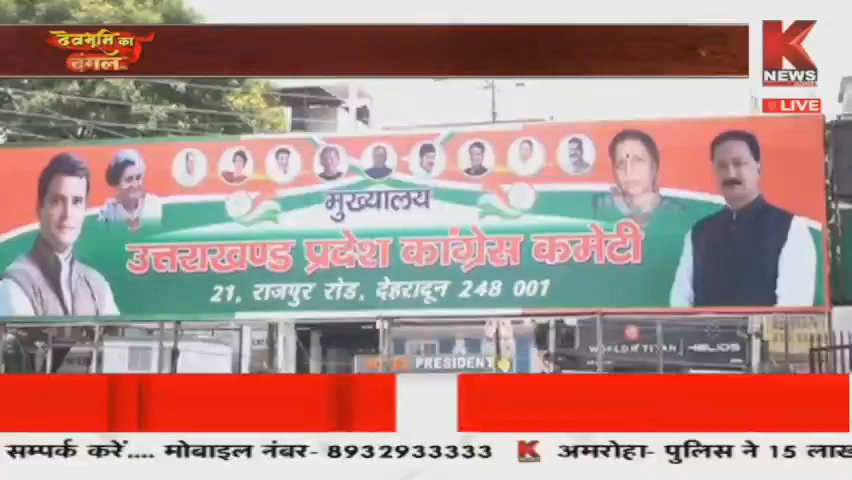 देवभूमि का
दंगल
K
NEWS
LIVE
मुख्यालय
उत्तराखण्ड प्रदेश कांग्रेस कमेटी
21, राजपुर रोड, देहरादून 248 001
PRESIDENT
WORLD OF TITAN HELIOS
सम्पर्क करें.... मोबाइल नंबर- 8932933333 K अमरोहा- पुलिस ने 15 लाख